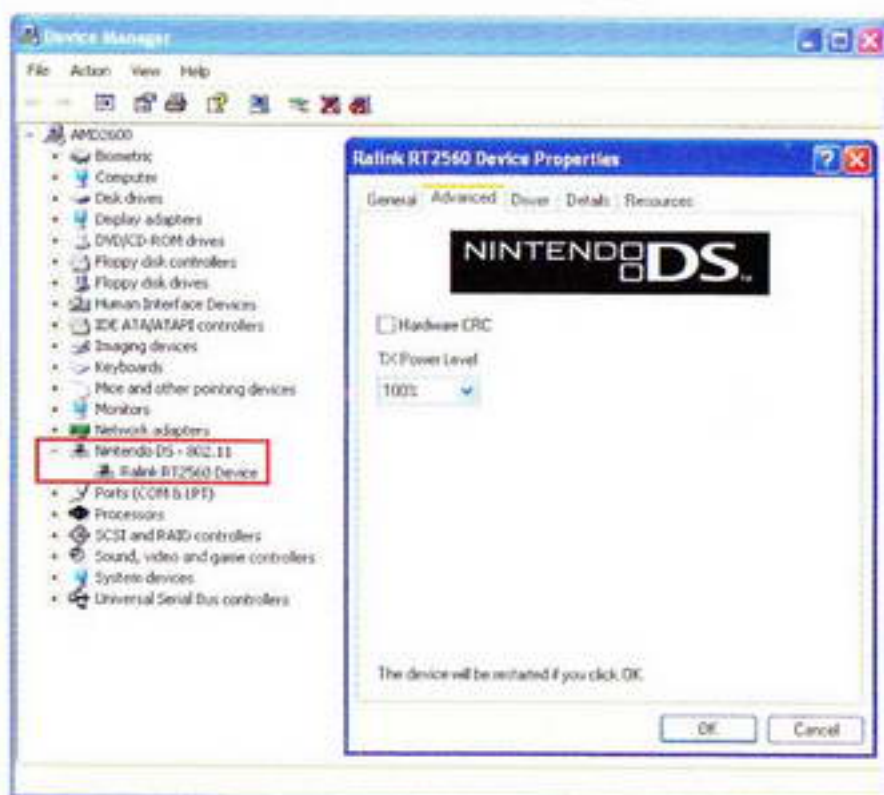 Device Manager
File Action View Help
AMD2600
Biometric
Computer
Disk drives
Display adapters
DVD/CD-ROM drives
Floppy disk controllers
Floppy disk drives
Human Interface Devices
IDE ATA/ATAPI controllers
Imaging devices
Keyboards
Mice and other pointing devices
Monitors
Network adapters
Nintendo DS - 802.11
Ralink RT2560 Device
Ports (COM & LPT)
Processors
SCSI and RAID controllers
Sound, video and game controllers
System devices
Universal Serial Bus controllers
Ralink RT2560 Device Properties
General Advanced Driver Details Resources
NINTENDO DS
Hardware CRC
TX Power Level
100%
The device will be restarted if you click OK.
OK Cancel